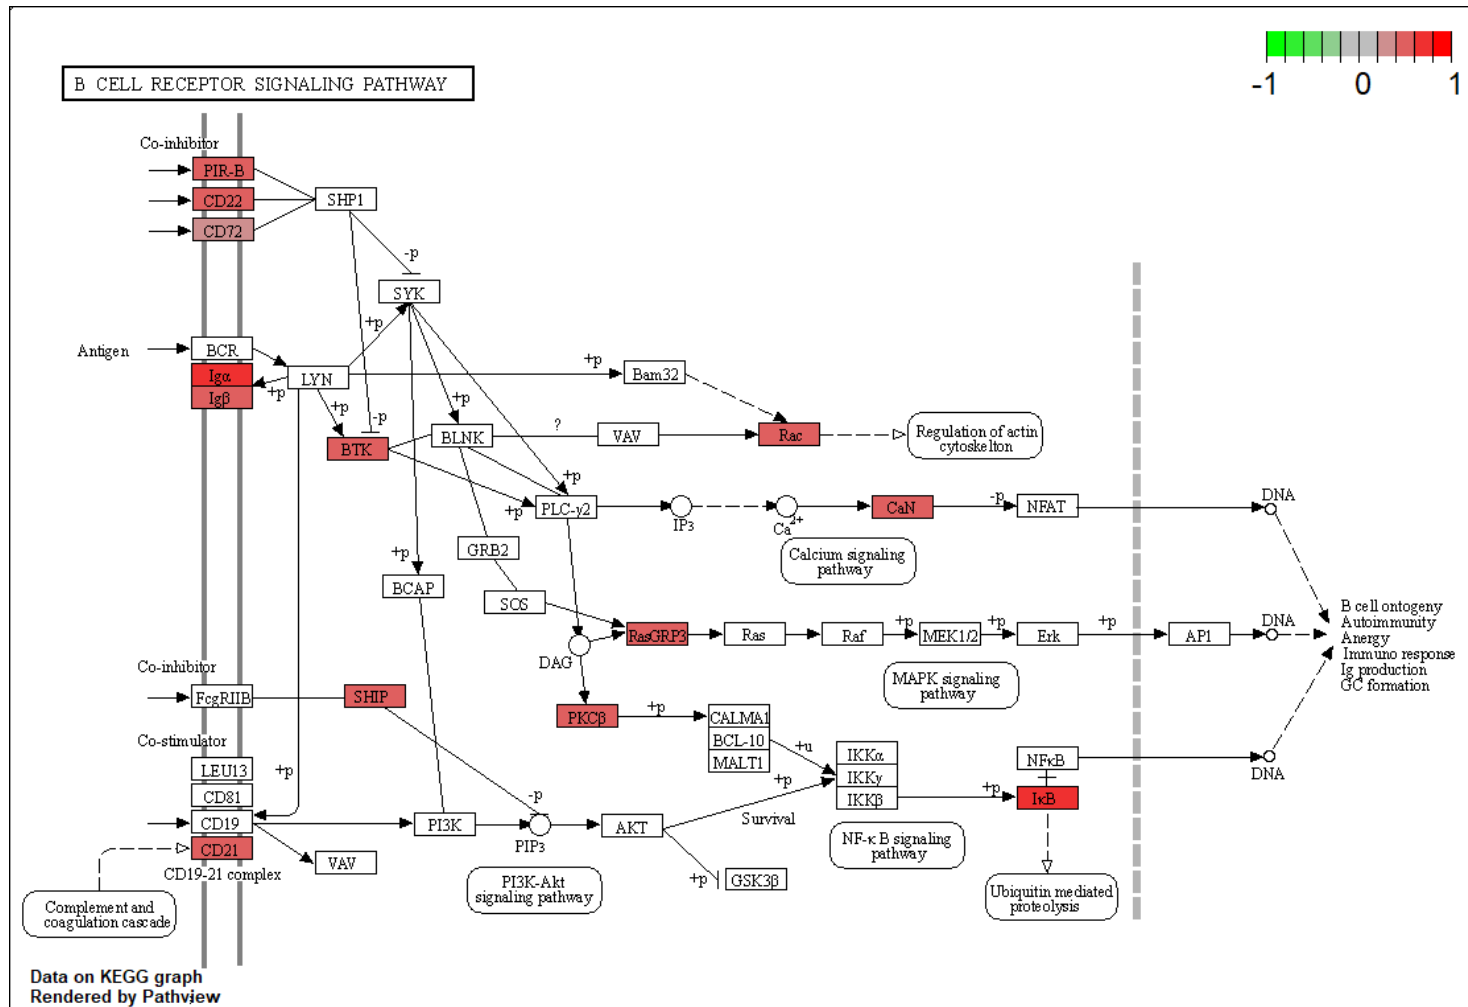 B CELL RECEPTOR SIGNALING PATHWAY
-1 0 1
Co-inhibitor
PIR-B
CD22
SHP1
CD72
-p
SYK
+p
Antigen
BCR
Igα
LYN
+p
Bam32
Igβ
+p
+p
-p
+p
BTK
BLNK
?
VAV
Rac
Regulation of actin
cytoskelton
+p
PLC-γ2
+p
IP3
Ca2+
CaN
-p
NFAT
DNA
GRB2
Calcium signaling
pathway
+p
BCAP
SOS
RasGRP3
Ras
Raf
+p
MEK1/2
+p
Erk
+p
AP1
DNA
B cell ontogeny
Autoimmunity
Anergy
Immuno response
Ig production
GC formation
DAG
MAPK signaling
pathway
Co-inhibitor
FcgRIIB
SHIP
PKCβ
+p
CALMA1
BCL-10
MALT1
+u
IKKα
IKKγ
IKKβ
+p
+p
NFκB
IκB
DNA
Co-stimulator
LEU13
+p
CD81
CD19
PI3K
-p
PIP3
AKT
Survival
NF-κ B signaling
pathway
CD21
VAV
CD19-21 complex
+p
GSK3β
PI3K-Akt
signaling pathway
Ubiquitin mediated
proteolysis
Complement and
coagulation cascade
Data on KEGG graph
Rendered by Pathview